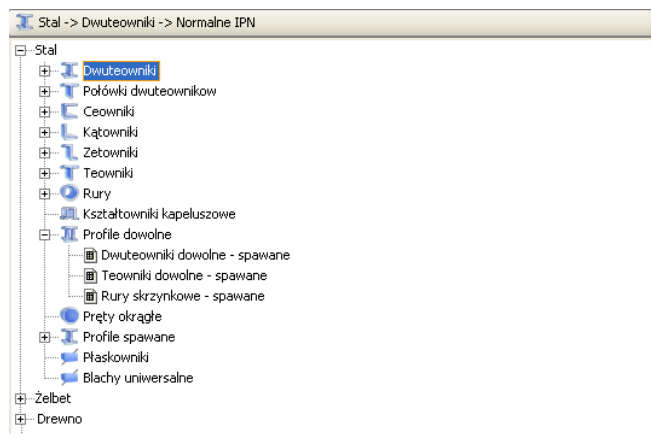 Stal -> Dwuteowniki -> Normalne IPN
Stal
Dwuteowniki
Połówki dwuteownikow
Ceowniki
Kątowniki
Zetowniki
Teowniki
Rury
Kształtowniki kapeluszowe
Profile dowolne
Dwuteowniki dowolne - spawane
Teowniki dowolne - spawane
Rury skrzynkowe - spawane
Pręty okrągłe
Profile spawane
Płaskowniki
Blachy uniwersalne
Żelbet
Drewno